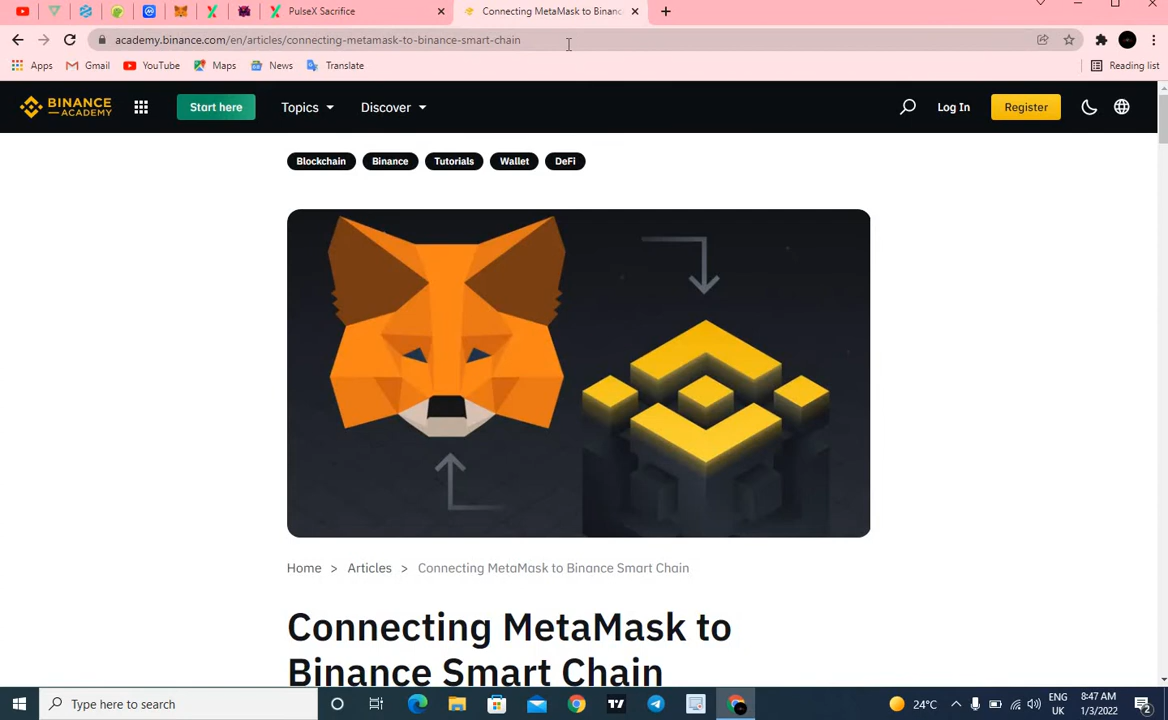 PulseX Sacrifice
Connecting MetaMask to Binanc
academy.binance.com/en/articles/connecting-metamask-to-binance-smart-chain
Apps
Gmail
YouTube
Maps
News
Translate
Reading list
BINANCE
ACADEMY
Start here
Topics
Discover
Log In
Register
Blockchain
Binance
Tutorials
Wallet
DeFi
Home > Articles > Connecting MetaMask to Binance Smart Chain
Connecting MetaMask to
Binance Smart Chain
Type here to search
24°C
ENG
UK
8:47 AM
1/3/2022
2